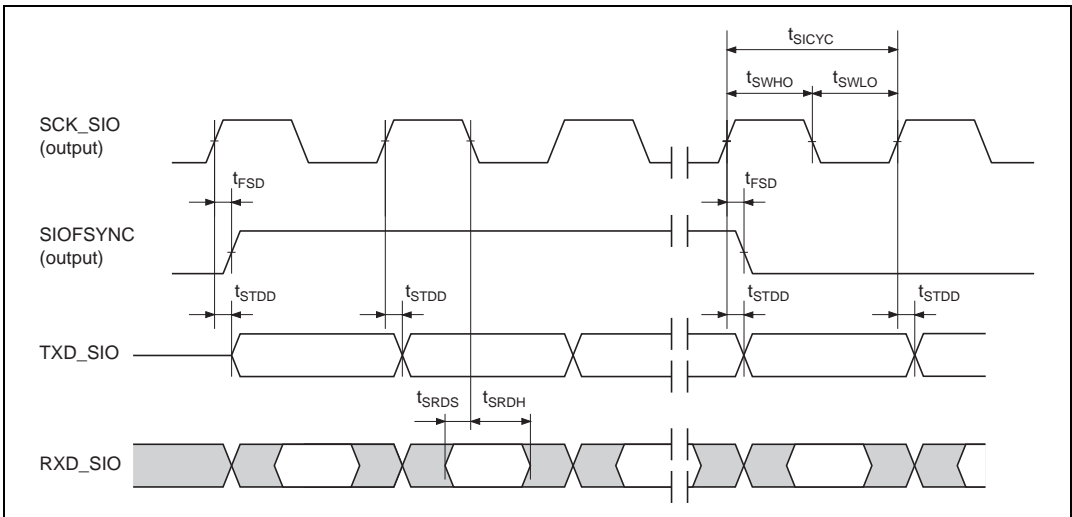 tSICYC
tSWHO tSWLO
SCK_SIO
(output)
tFSD tFSD
SIOFSYNC
(output)
tSTDD tSTDD tSTDD tSTDD
TXD_SIO
tSRDS tSRDH
RXD_SIO